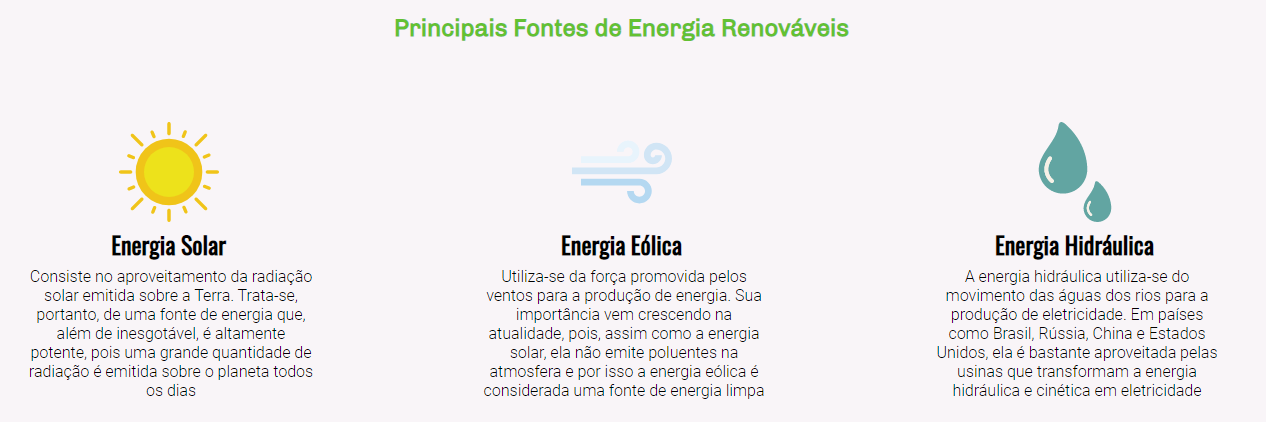 Principais Fontes de Energia Renováveis
Energia Solar
Consiste no aproveitamento da radiação
solar emitida sobre a Terra. Trata-se,
portanto, de uma fonte de energia que,
além de inesgotável, é altamente
potente, pois uma grande quantidade de
radiação é emitida sobre o planeta todos
os dias
Energia Eólica
Utiliza-se da força promovida pelos
ventos para a produção de energia. Sua
importância vem crescendo na
atualidade, pois, assim como a energia
solar, ela não emite poluentes na
atmosfera e por isso a energia eólica é
considerada uma fonte de energia limpa
Energia Hidráulica
A energia hidráulica utiliza-se do
movimento das águas dos rios para a
produção de eletricidade. Em países
como Brasil, Rússia, China e Estados
Unidos, ela é bastante aproveitada pelas
usinas que transformam a energia
hidráulica e cinética em eletricidade